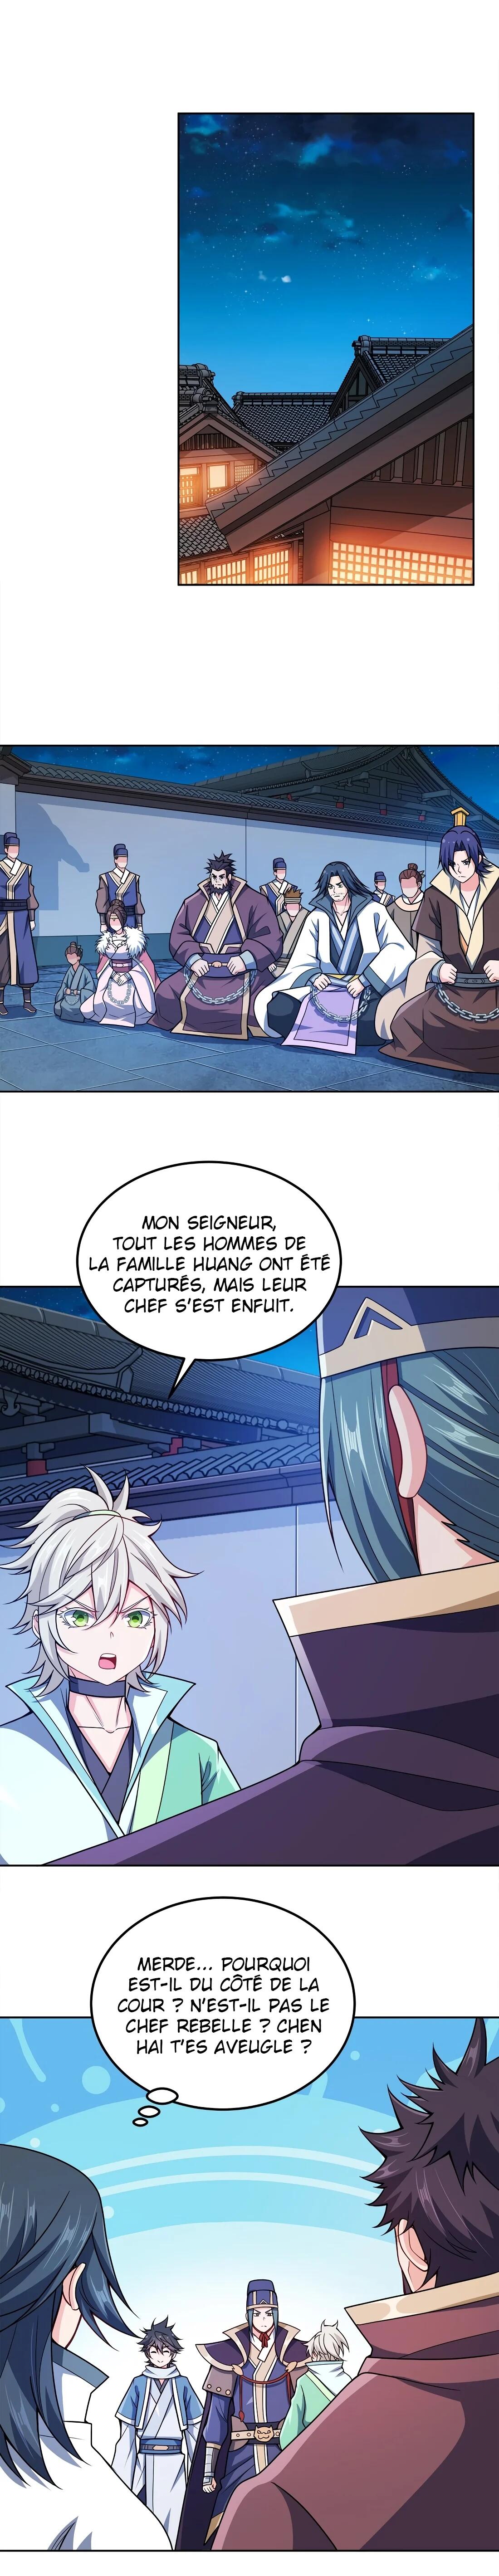 MON SEIGNEUR,
TOUT LES HOMMES DE
LA FAMILLE HUANG ONT ÉTÉ
CAPTURÉS, MAIS LEUR
CHEF S'EST ENFUIT.
MERDE... POURQUOI
EST-IL DU CÔTÉ DE LA
COUR ? N'EST-IL PAS LE
CHEF REBELLE ? CHEN
HAI T'ES AVEUGLE ?